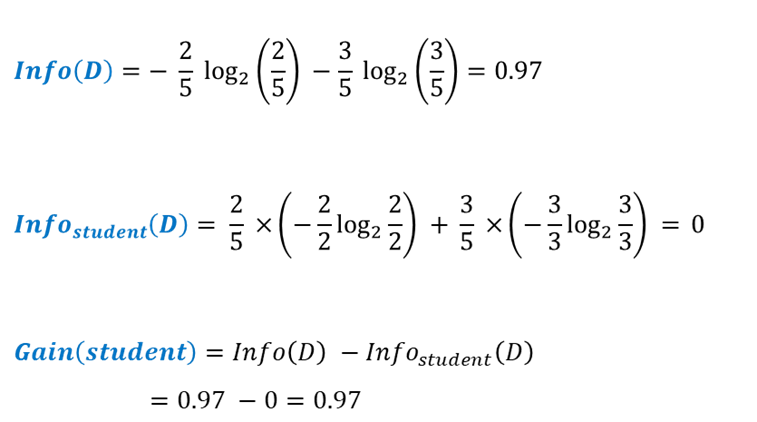 Info(D) = − 2/5 log₂ (2/5) − 3/5 log₂ (3/5) = 0.97
Info_student(D) = 2/5 × (− 2/2 log₂ 2/2) + 3/5 × (− 3/3 log₂ 3/3) = 0
Gain(student) = Info(D) − Info_student(D)
= 0.97 − 0 = 0.97